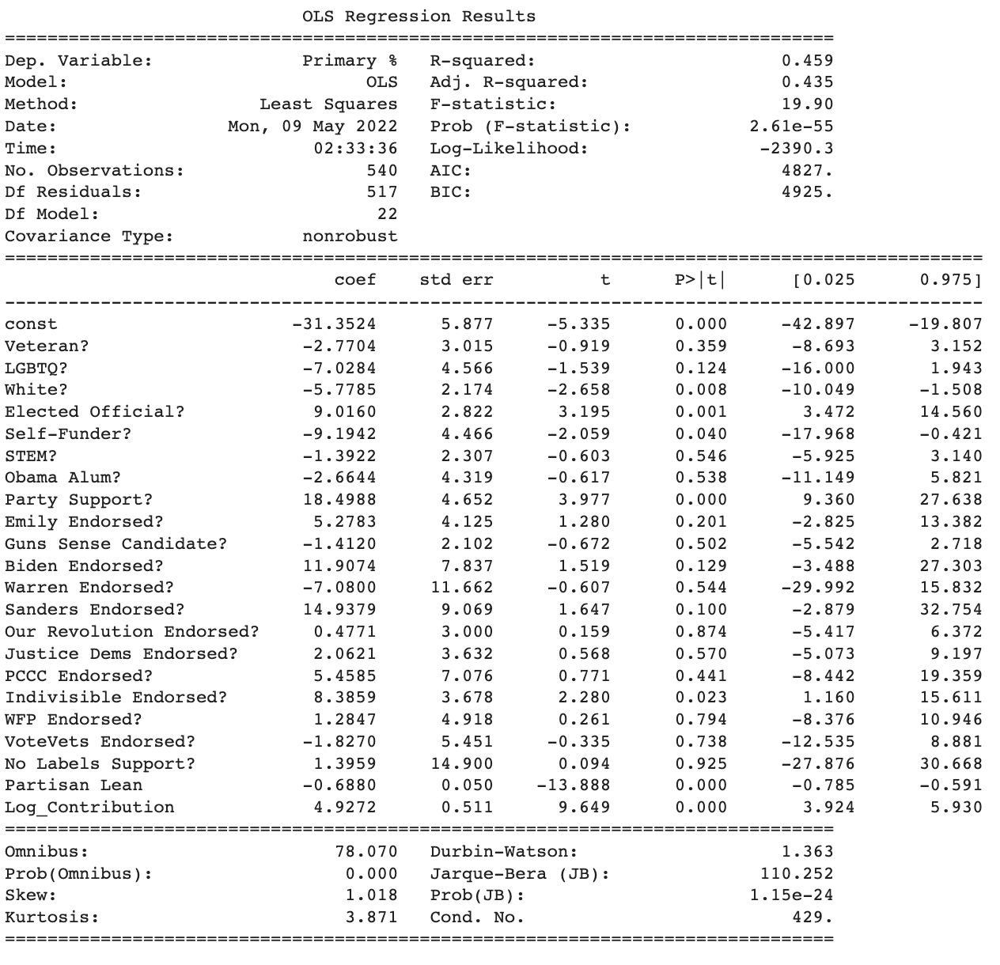 OLS Regression Results
==============================================================================
Dep. Variable: Primary % R-squared: 0.459
Model: OLS Adj. R-squared: 0.435
Method: Least Squares F-statistic: 19.90
Date: Mon, 09 May 2022 Prob (F-statistic): 2.61e-55
Time: 02:33:36 Log-Likelihood: -2390.3
No. Observations: 540 AIC: 4827.
Df Residuals: 517 BIC: 4925.
Df Model: 22
Covariance Type: nonrobust
============================================================================================
coef std err t P>|t| [0.025 0.975]
--------------------------------------------------------------------------------------------
const -31.3524 5.877 -5.335 0.000 -42.897 -19.807
Veteran? -2.7704 3.015 -0.919 0.359 -8.693 3.152
LGBTQ? -7.0284 4.566 -1.539 0.124 -16.000 1.943
White? -5.7785 2.174 -2.658 0.008 -10.049 -1.508
Elected Official? 9.0160 2.822 3.195 0.001 3.472 14.560
Self-Funder? -9.1942 4.466 -2.059 0.040 -17.968 -0.421
STEM? -1.3922 2.307 -0.603 0.546 -5.925 3.140
Obama Alum? -2.6644 4.319 -0.617 0.538 -11.149 5.821
Party Support? 18.4988 4.652 3.977 0.000 9.360 27.638
Emily Endorsed? 5.2783 4.125 1.280 0.201 -2.825 13.382
Guns Sense Candidate? -1.4120 2.102 -0.672 0.502 -5.542 2.718
Biden Endorsed? 11.9074 7.837 1.519 0.129 -3.488 27.303
Warren Endorsed? -7.0800 11.662 -0.607 0.544 -29.992 15.832
Sanders Endorsed? 14.9379 9.069 1.647 0.100 -2.879 32.754
Our Revolution Endorsed? 0.4771 3.000 0.159 0.874 -5.417 6.372
Justice Dems Endorsed? 2.0621 3.632 0.568 0.570 -5.073 9.197
PCCC Endorsed? 5.4585 7.076 0.771 0.441 -8.442 19.359
Indivisible Endorsed? 8.3859 3.678 2.280 0.023 1.160 15.611
WFP Endorsed? 1.2847 4.918 0.261 0.794 -8.376 10.946
VoteVets Endorsed? -1.8270 5.451 -0.335 0.738 -12.535 8.881
No Labels Support? 1.3959 14.900 0.094 0.925 -27.876 30.668
Partisan Lean -0.6880 0.050 -13.888 0.000 -0.785 -0.591
Log_Contribution 4.9272 0.511 9.649 0.000 3.924 5.930
==============================================================================
Omnibus: 78.070 Durbin-Watson: 1.363
Prob(Omnibus): 0.000 Jarque-Bera (JB): 110.252
Skew: 1.018 Prob(JB): 1.15e-24
Kurtosis: 3.871 Cond. No. 429.
==============================================================================